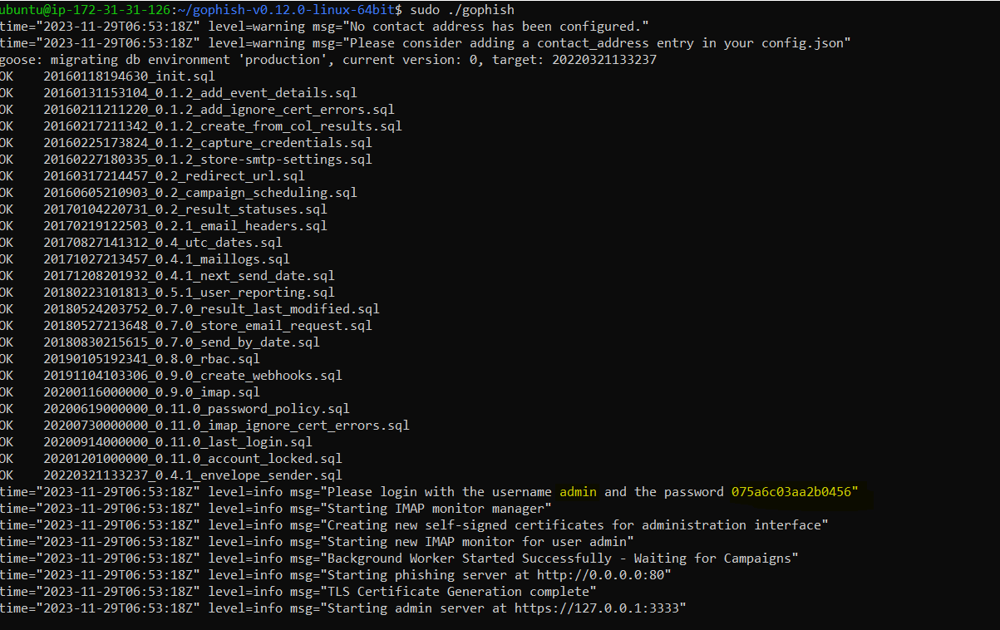 ubuntu@ip-172-31-31-126:~/gophish-v0.12.0-linux-64bit$ sudo ./gophish
time="2023-11-29T06:53:18Z" level=warning msg="No contact address has been configured."
time="2023-11-29T06:53:18Z" level=warning msg="Please consider adding a contact_address entry in your config.json"
goose: migrating db environment 'production', current version: 0, target: 20220321133237
OK    20160118194630_init.sql
OK    20160131153104_0.1.2_add_event_details.sql
OK    20160211211220_0.1.2_add_ignore_cert_errors.sql
OK    20160217211342_0.1.2_create_from_col_results.sql
OK    20160225173824_0.1.2_capture_credentials.sql
OK    20160227180335_0.1.2_store-smtp-settings.sql
OK    20160317214457_0.2_redirect_url.sql
OK    20160605210903_0.2_campaign_scheduling.sql
OK    20170104220731_0.2_result_statuses.sql
OK    20170219122503_0.2.1_email_headers.sql
OK    20170827141312_0.4_utc_dates.sql
OK    20171027213457_0.4.1_maillogs.sql
OK    20171208201932_0.4.1_next_send_date.sql
OK    20180223101813_0.5.1_user_reporting.sql
OK    20180524203752_0.7.0_result_last_modified.sql
OK    20180527213648_0.7.0_store_email_request.sql
OK    20180830215615_0.7.0_send_by_date.sql
OK    20190105192341_0.8.0_rbac.sql
OK    20191104103306_0.9.0_create_webhooks.sql
OK    20200116000000_0.9.0_imap.sql
OK    20200619000000_0.11.0_password_policy.sql
OK    20200730000000_0.11.0_imap_ignore_cert_errors.sql
OK    20200914000000_0.11.0_last_login.sql
OK    20201201000000_0.11.0_account_locked.sql
OK    20220321133237_0.4.1_envelope_sender.sql
time="2023-11-29T06:53:18Z" level=info msg="Please login with the username admin and the password 075a6c03aa2b0456"
time="2023-11-29T06:53:18Z" level=info msg="Starting IMAP monitor manager"
time="2023-11-29T06:53:18Z" level=info msg="Creating new self-signed certificates for administration interface"
time="2023-11-29T06:53:18Z" level=info msg="Starting new IMAP monitor for user admin"
time="2023-11-29T06:53:18Z" level=info msg="Background Worker Started Successfully - Waiting for Campaigns"
time="2023-11-29T06:53:18Z" level=info msg="Starting phishing server at http://0.0.0.0:80"
time="2023-11-29T06:53:18Z" level=info msg="TLS Certificate Generation complete"
time="2023-11-29T06:53:18Z" level=info msg="Starting admin server at https://127.0.0.1:3333"